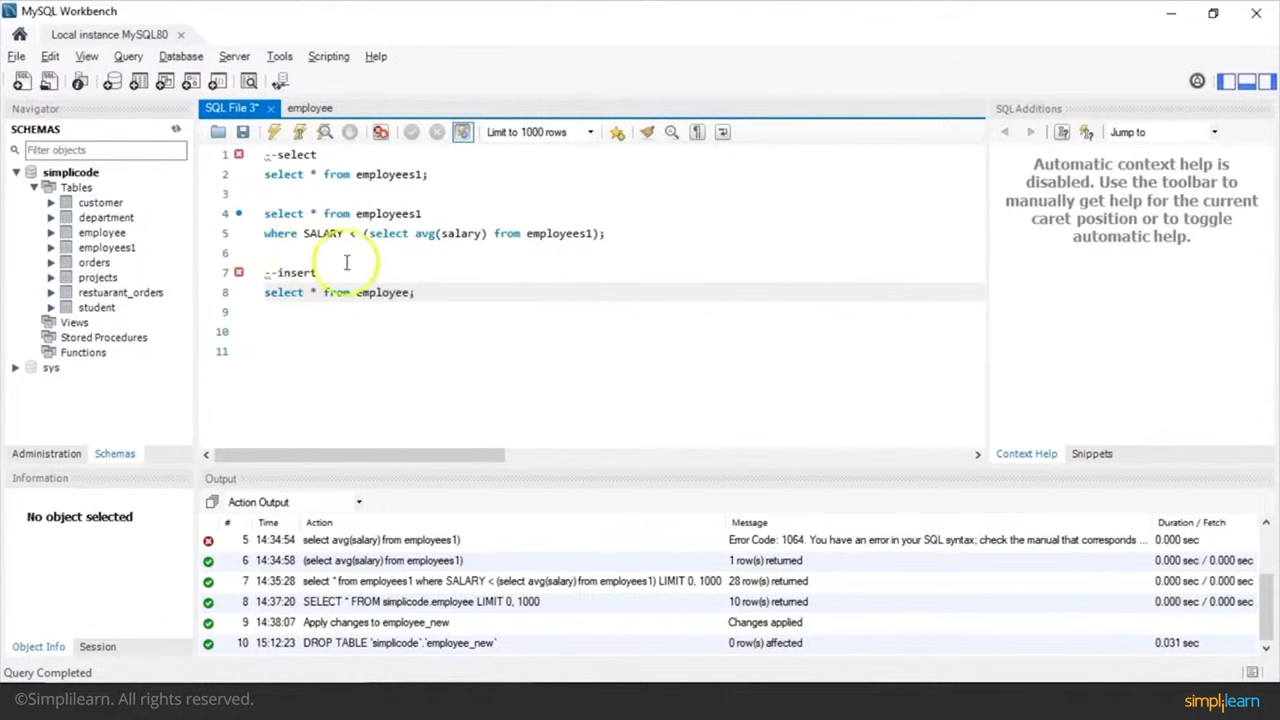 MySQL Workbench
Local instance MySQL80
File Edit View Query Database Server Tools Scripting Help
Navigator
SCHEMAS
Filter objects
simplicode
Tables
customer
department
employee
employees1
orders
projects
restuarant_orders
student
Views
Stored Procedures
Functions
sys
Administration Schemas
Information
No object selected
Object Info Session
Query Completed
SQL File 3* employee
Limit to 1000 rows
1 --select
2 select * from employees1;
3
4 select * from employees1
5 where SALARY < (select avg(salary) from employees1);
6
7 --insert
8 select * from employee;
9
10
11
SQL Additions
Jump to
Automatic context help is
disabled. Use the toolbar to
manually get help for the current
caret position or to toggle
automatic help.
Context Help Snippets
Output
Action Output
# Time Action Message Duration / Fetch
5 14:34:54 select avg(salary) from employees1) Error Code: 1064. You have an error in your SQL syntax; check the manual that corresponds ... 0.000 sec
6 14:34:58 (select avg(salary) from employees1) 1 row(s) returned 0.000 sec / 0.000 sec
7 14:35:28 select * from employees1 where SALARY < (select avg(salary) from employees1) LIMIT 0, 1000 28 row(s) returned 0.000 sec / 0.000 sec
8 14:37:20 SELECT * FROM simplicode.employee LIMIT 0, 1000 10 row(s) returned 0.000 sec / 0.000 sec
9 14:38:07 Apply changes to employee_new Changes applied
10 15:12:23 DROP TABLE `simplicode`.`employee_new` 0 row(s) affected 0.031 sec
©Simplilearn. All rights reserved.
simplilearn